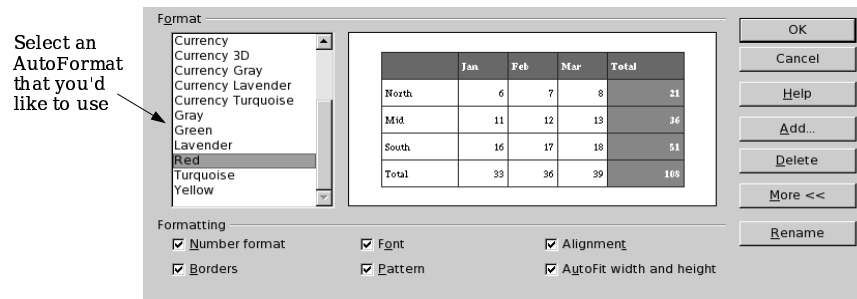 Select an
AutoFormat
that you'd
like to use
Format
Currency
Currency 3D
Currency Gray
Currency Lavender
Currency Turquoise
Gray
Green
Lavender
Red
Turquoise
Yellow
Jan Feb Mar Total
North 6 7 8 21
Mid 11 12 13 36
South 16 17 18 51
Total 33 36 39 108
OK
Cancel
Help
Add...
Delete
More <<
Rename
Formatting
Number format Font Alignment
Borders Pattern AutoFit width and height